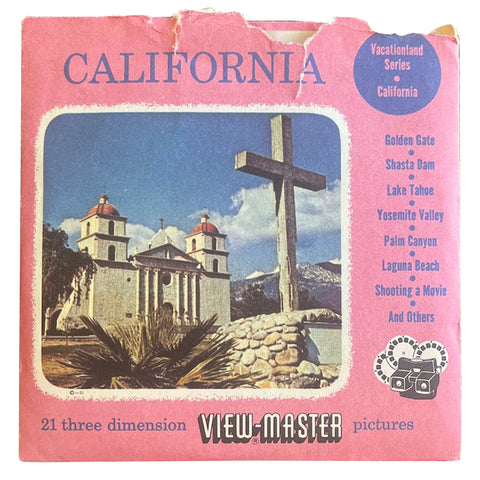 CALIFORNIA
Vacationland
Series
•
California
Golden Gate
•
Shasta Dam
•
Lake Tahoe
•
Yosemite Valley
•
Palm Canyon
•
Laguna Beach
•
Shooting a Movie
•
And Others
21 three dimension VIEW-MASTER® pictures